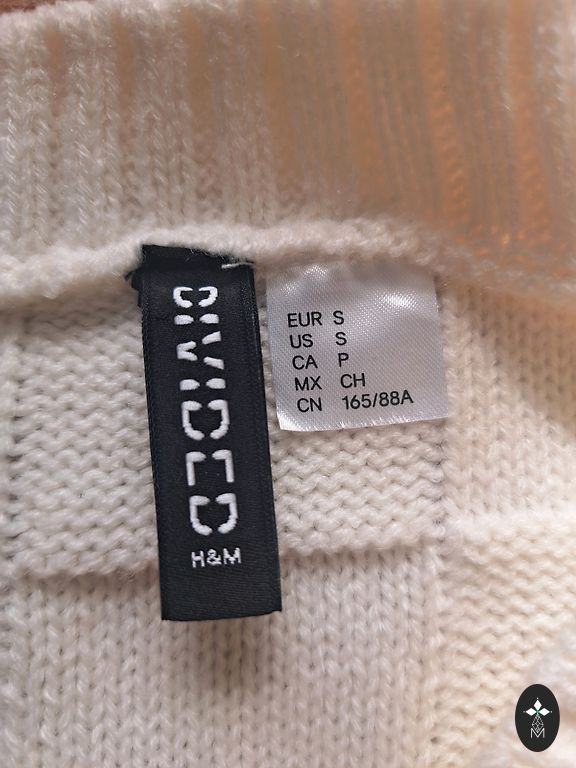 DIVIDED
H&M
EUR S
US S
CA P
MX CH
CN 165/88A
M